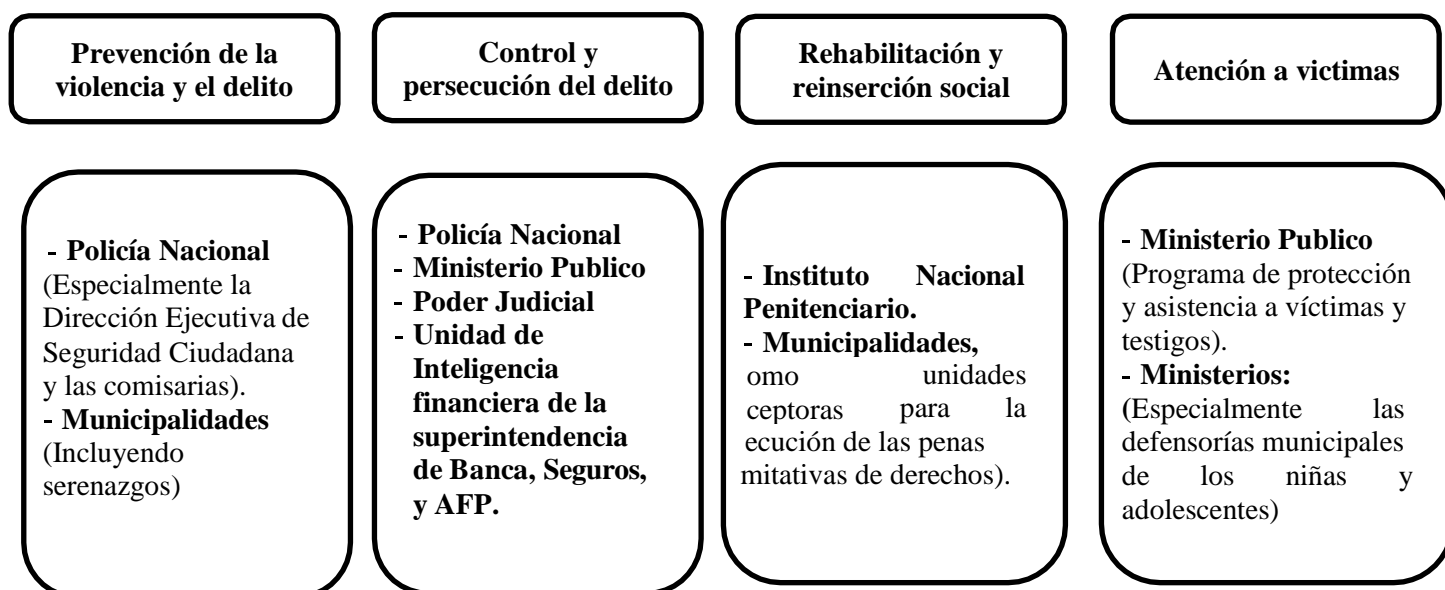 Prevención de la
violencia y el delito
Control y
persecución del delito
Rehabilitación y
reinserción social
Atención a victimas
- Policía Nacional
(Especialmente la
Dirección Ejecutiva de
Seguridad Ciudadana
y las comisarias).
- Municipalidades
(Incluyendo
serenazgos)
- Policía Nacional
- Ministerio Publico
- Poder Judicial
- Unidad de
Inteligencia
financiera de la
superintendencia
de Banca, Seguros,
y AFP.
- Instituto Nacional
Penitenciario.
- Municipalidades,
omo unidades
ceptoras para la
ecución de las penas
mitativas de derechos).
- Ministerio Publico
(Programa de protección
y asistencia a víctimas y
testigos).
- Ministerios:
(Especialmente las
defensorías municipales
de los niñas y
adolescentes)